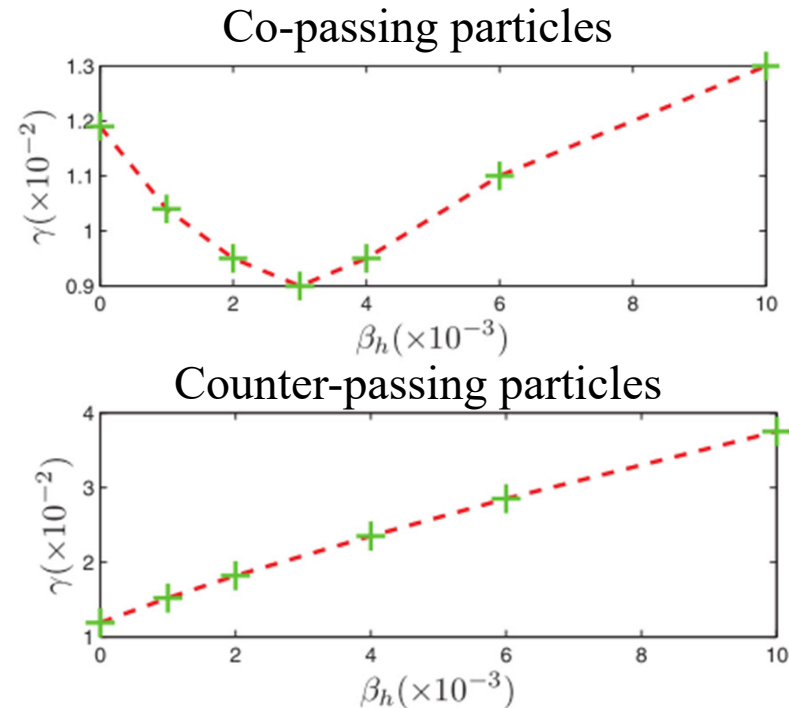 Co-passing particles
1.3
1.2
1.1
1
0.9
γ(×10⁻²)
0 2 4 6 8 10
βₕ(×10⁻³)
Counter-passing particles
4
3
2
1
γ(×10⁻²)
0 2 4 6 8 10
βₕ(×10⁻³)